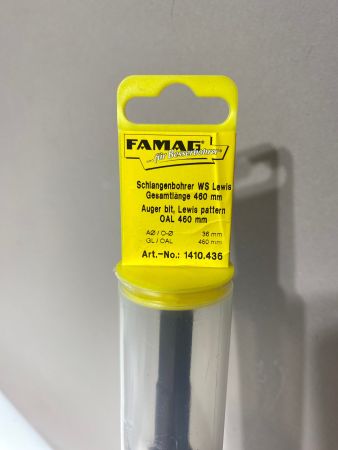 FAMAG®
...für Besserbohrer
Schlangenbohrer WS Lewis
Gesamtlänge 460 mm
Auger bit, Lewis pattern
OAL 460 mm
AØ / O-Ø 36 mm
GL / OAL 460 mm
Art.-No.: 1410.436